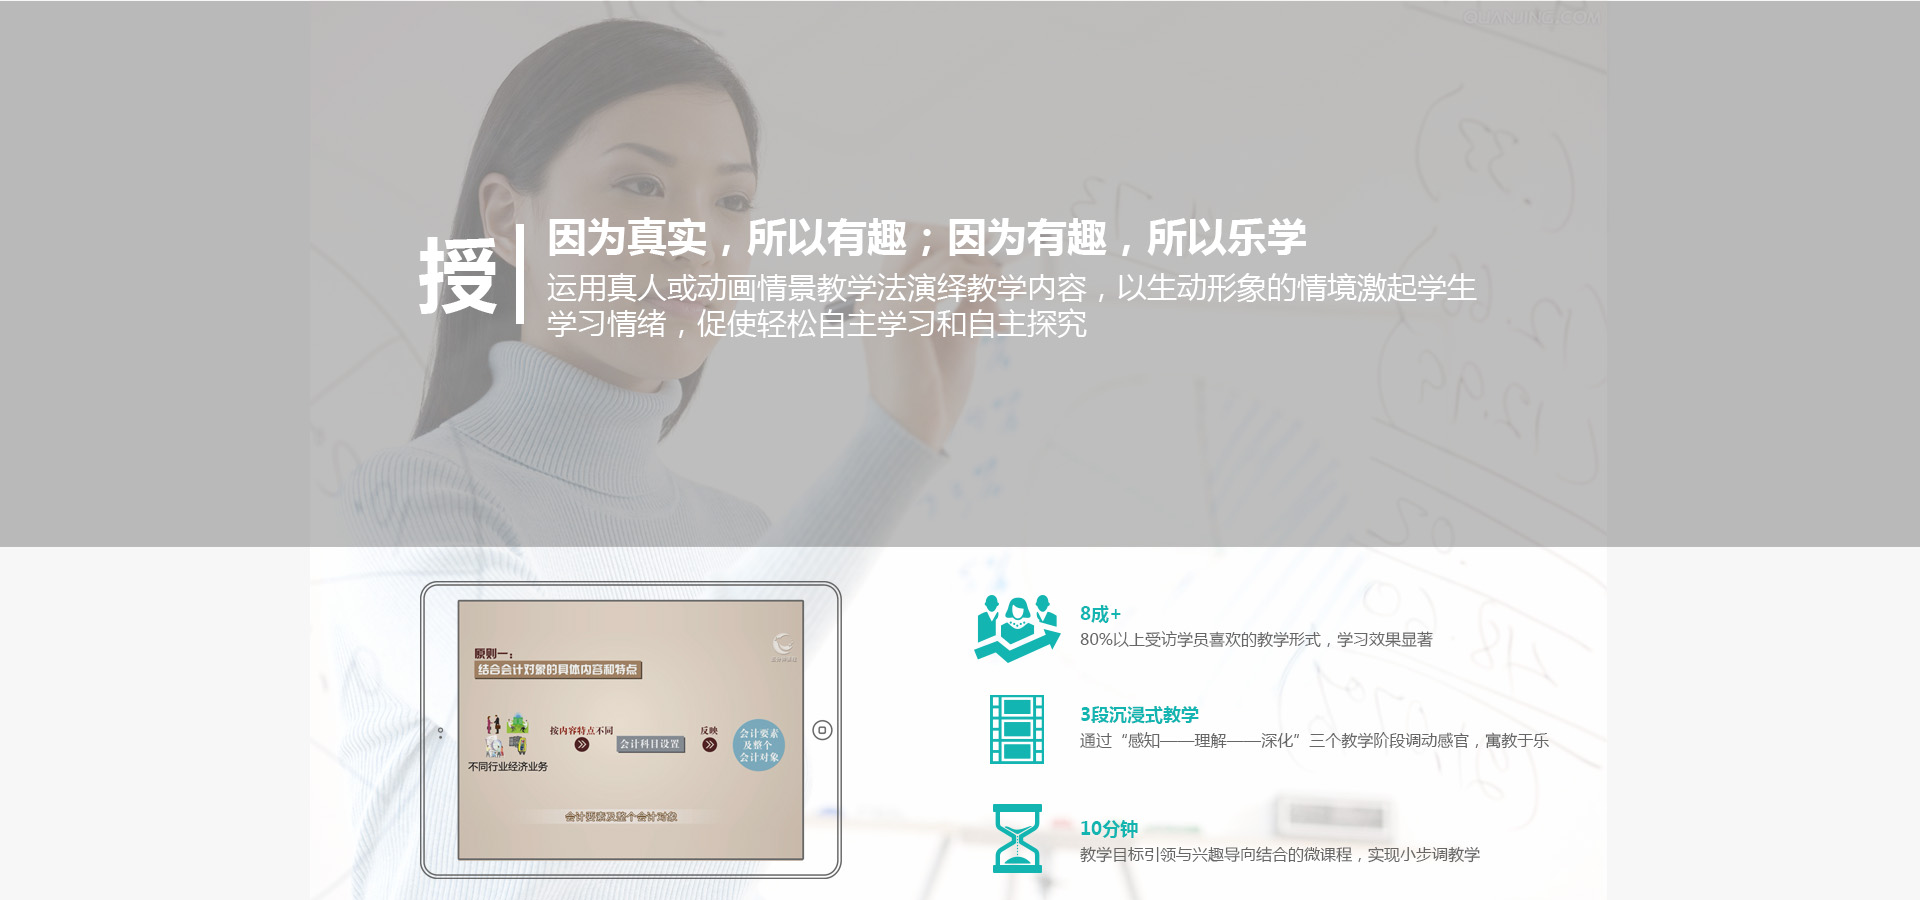 QUANJING.COM
授
因为真实，所以有趣；因为有趣，所以乐学
运用真人或动画情景教学法演绎教学内容，以生动形象的情境激起学生
学习情绪，促使轻松自主学习和自主探究
原则一：
结合会计对象的具体内容和特点
按内容特点不同
会计科目设置
反映
会计要素
及整个
会计对象
不同行业经济业务
会计要素及整个会计对象
8成+
80%以上受访学员喜欢的教学形式，学习效果显著
3段沉浸式教学
通过“感知——理解——深化”三个教学阶段调动感官，寓教于乐
10分钟
教学目标引领与兴趣导向结合的微课程，实现小步调教学